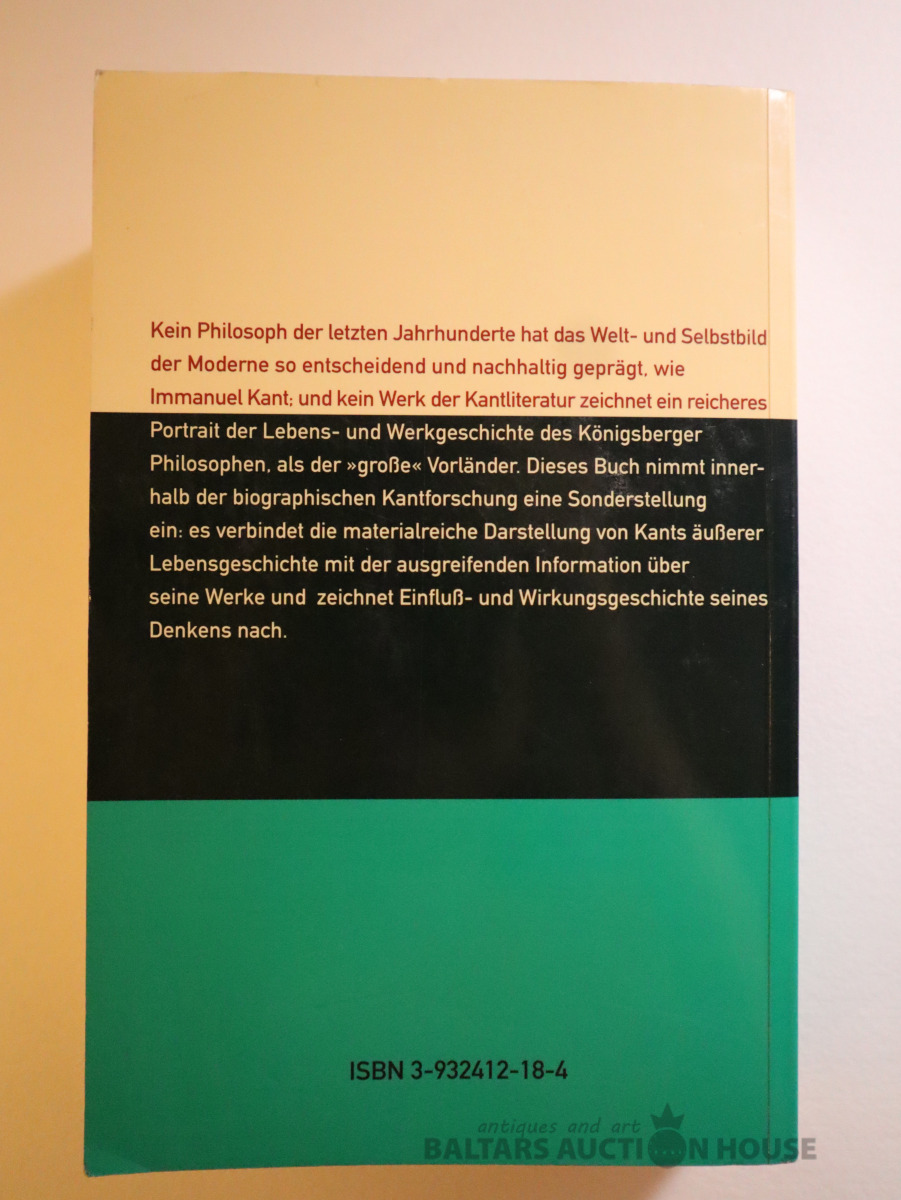 Kein Philosoph der letzten Jahrhunderte hat das Welt- und Selbstbild
der Moderne so entscheidend und nachhaltig geprägt, wie
Immanuel Kant; und kein Werk der Kantliteratur zeichnet ein reicheres
Portrait der Lebens- und Werkgeschichte des Königsberger
Philosophen, als der »große« Vorländer. Dieses Buch nimmt inner-
halb der biographischen Kantforschung eine Sonderstellung
ein: es verbindet die materialreiche Darstellung von Kants äußerer
Lebensgeschichte mit der ausgreifenden Information über
seine Werke und zeichnet Einfluß- und Wirkungsgeschichte seines
Denkens nach.
ISBN 3-932412-18-4
antiques and art
BALTARS AUCTION HOUSE